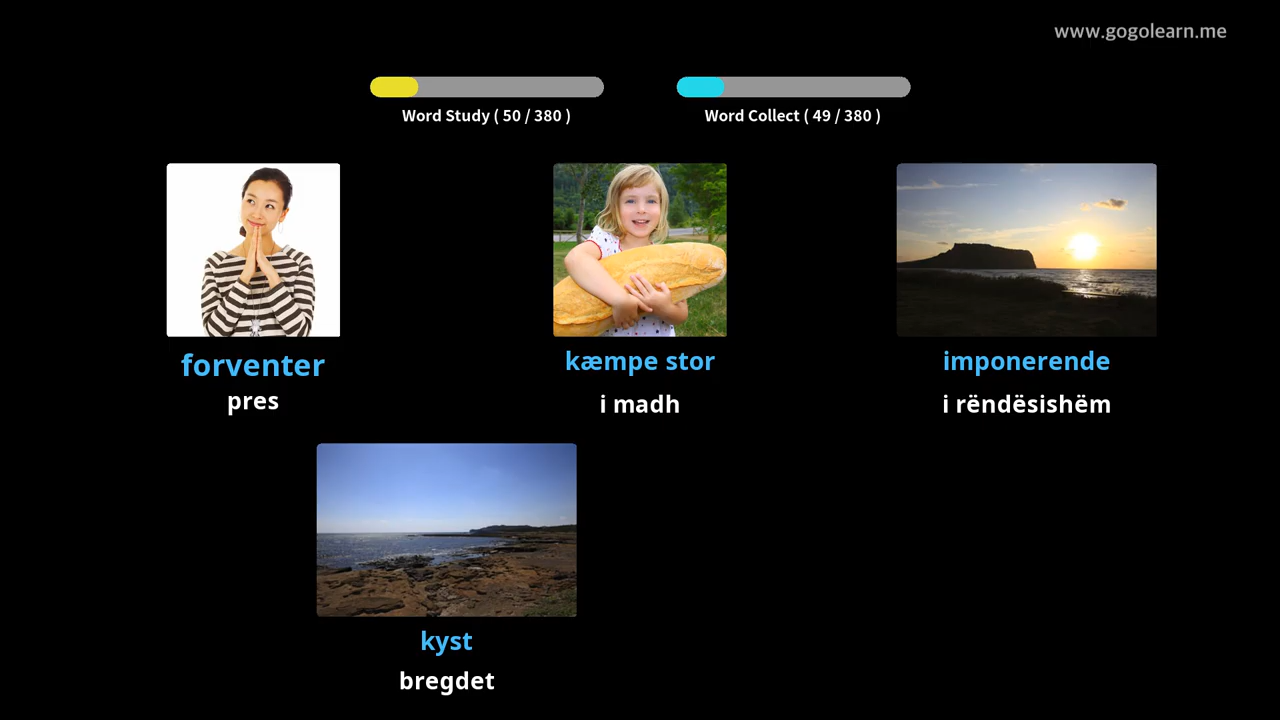 www.gogolearn.me
Word Study ( 50 / 380 )
Word Collect ( 49 / 380 )
forventer
pres
kæmpe stor
i madh
imponerende
i rëndësishëm
kyst
bregdet